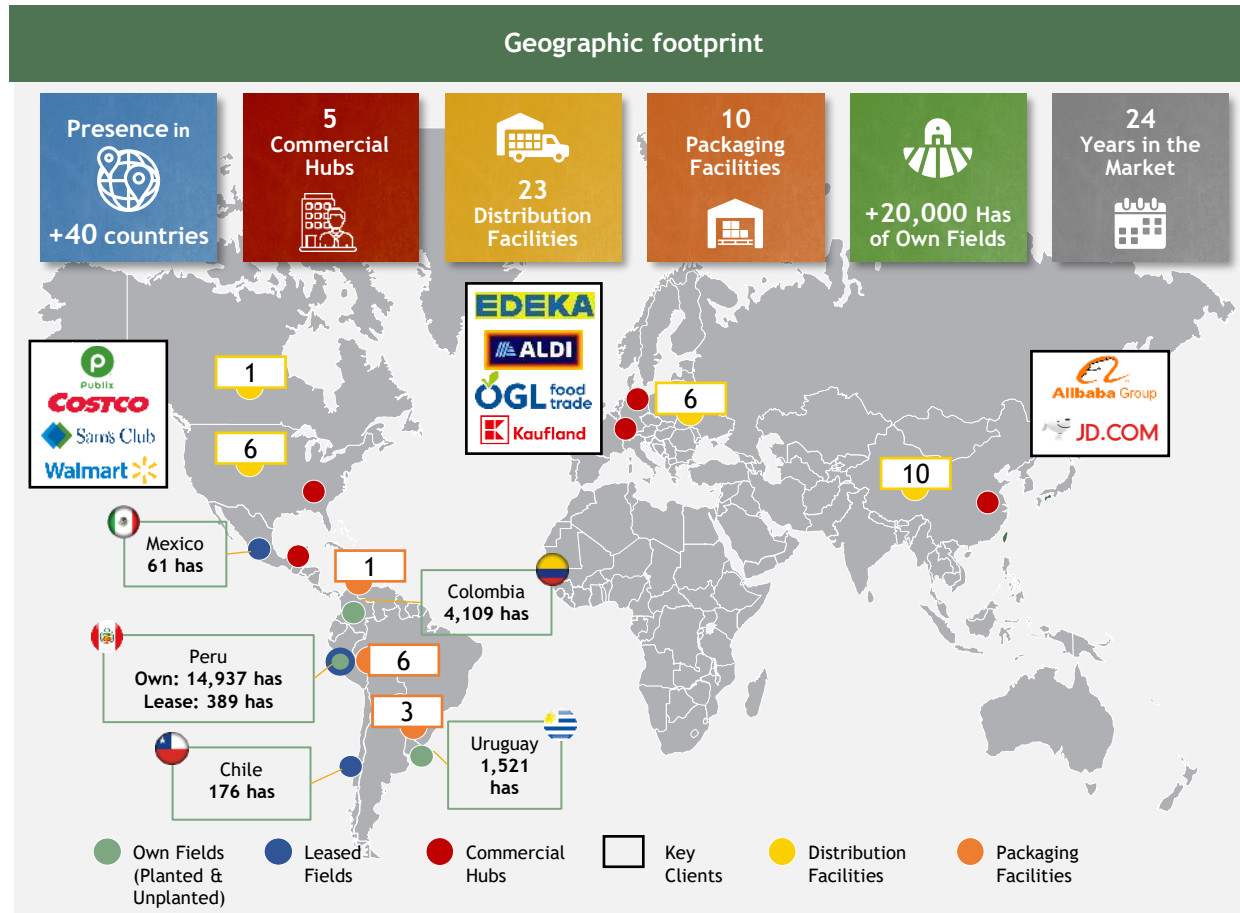 Geographic footprint
Presence in
+40 countries
5
Commercial
Hubs
23
Distribution
Facilities
10
Packaging
Facilities
+20,000 Has
of Own Fields
24
Years in the
Market
Publix
COSTCO
Sam's Club
Walmart
EDEKA
ALDI
OGL food
trade
Kaufland
Alibaba Group
JD.COM
1
6
6
10
Mexico
61 has
1
Colombia
4,109 has
Peru
Own: 14,937 has
Lease: 389 has
6
3
Chile
176 has
Uruguay
1,521
has
Own Fields
(Planted &
Unplanted)
Leased
Fields
Commercial
Hubs
Key
Clients
Distribution
Facilities
Packaging
Facilities